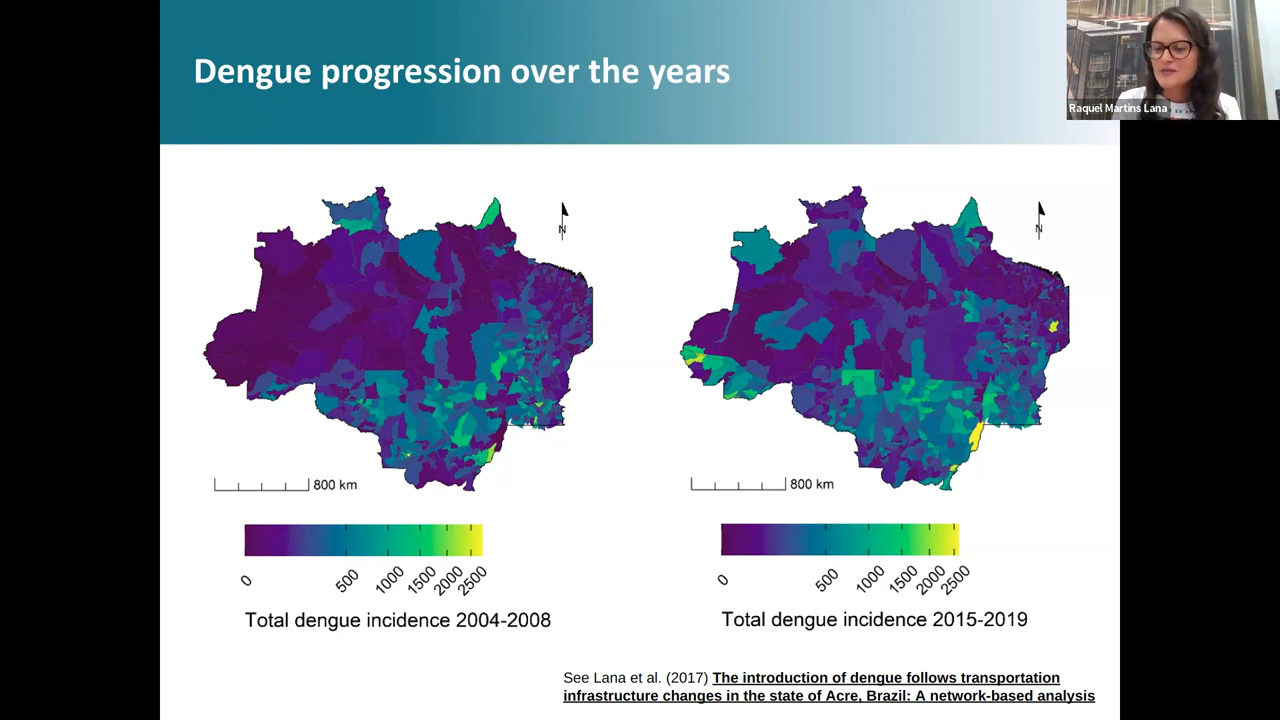 Dengue progression over the years
Raquel Martins Lana
N
N
800 km
800 km
0
500
1000
1500
2000
2500
0
500
1000
1500
2000
2500
Total dengue incidence 2004-2008
Total dengue incidence 2015-2019
See Lana et al. (2017) The introduction of dengue follows transportation
infrastructure changes in the state of Acre, Brazil: A network-based analysis